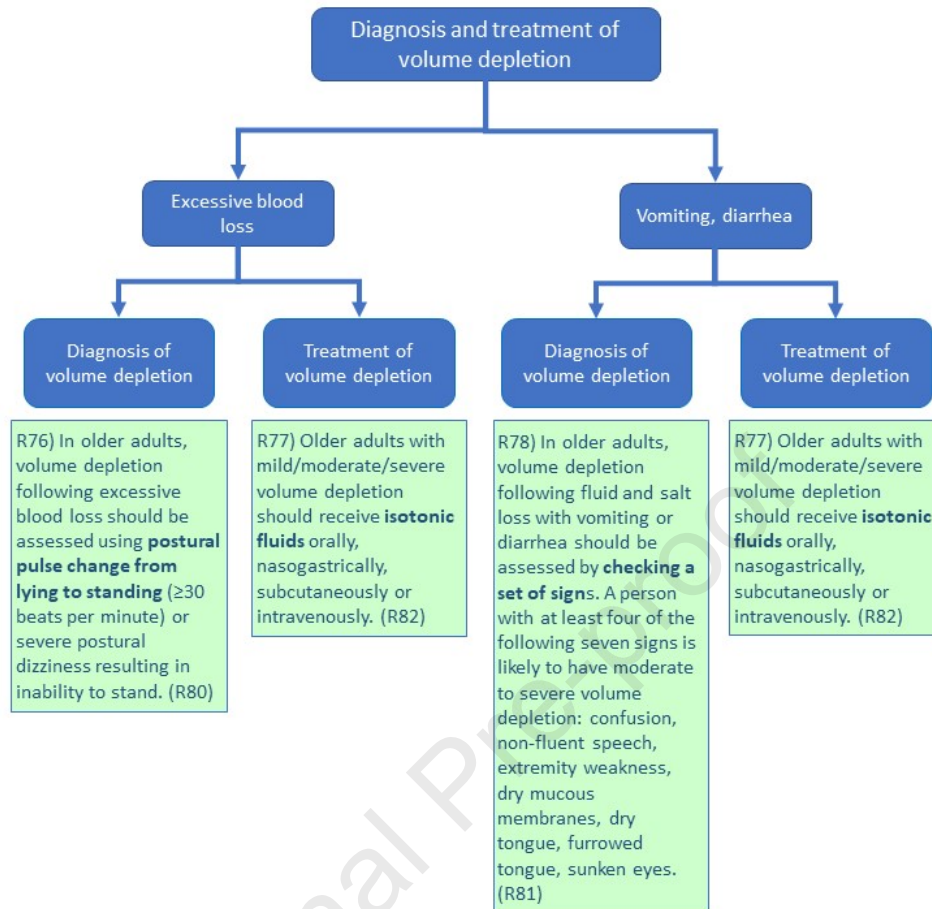 Diagnosis and treatment of
volume depletion
Excessive blood
loss
Vomiting, diarrhea
Diagnosis of
volume depletion
Treatment of
volume depletion
Diagnosis of
volume depletion
Treatment of
volume depletion
R76) In older adults,
volume depletion
following excessive
blood loss should be
assessed using postural
pulse change from
lying to standing (≥30
beats per minute) or
severe postural
dizziness resulting in
inability to stand. (R80)
R77) Older adults with
mild/moderate/severe
volume depletion
should receive isotonic
fluids orally,
nasogastrically,
subcutaneously or
intravenously. (R82)
R78) In older adults,
volume depletion
following fluid and salt
loss with vomiting or
diarrhea should be
assessed by checking a
set of signs. A person
with at least four of the
following seven signs is
likely to have moderate
to severe volume
depletion: confusion,
non-fluent speech,
extremity weakness,
dry mucous
membranes, dry
tongue, furrowed
tongue, sunken eyes.
(R81)
R77) Older adults with
mild/moderate/severe
volume depletion
should receive isotonic
fluids orally,
nasogastrically,
subcutaneously or
intravenously. (R82)
nal Pre-proof